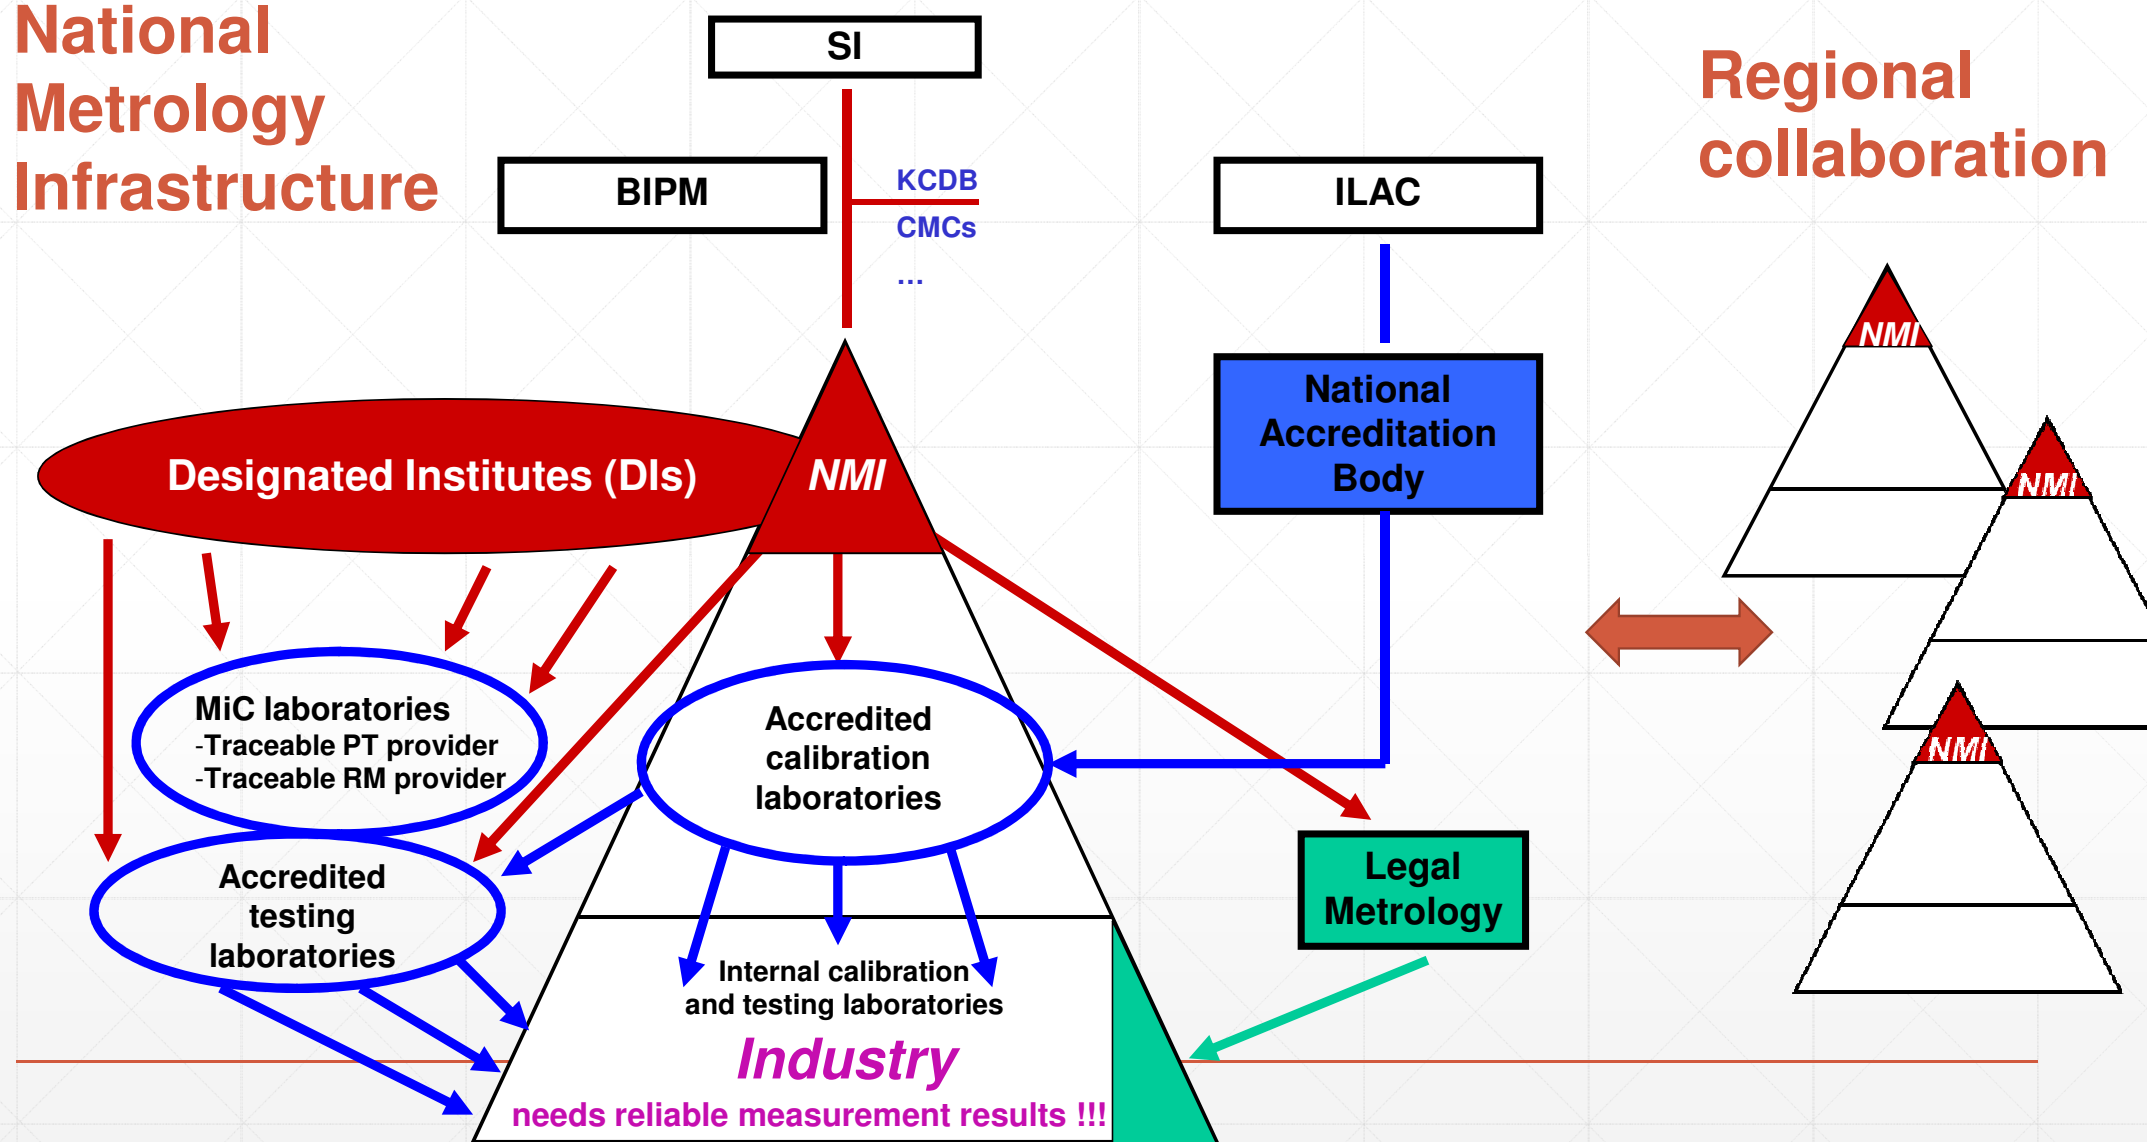 National
Metrology
Infrastructure
SI
Regional
collaboration
BIPM
KCDB
CMCs
...
ILAC
National
Accreditation
Body
Designated Institutes (DIs)
NMI
NMI
NMI
NMI
MiC laboratories
-Traceable PT provider
-Traceable RM provider
Accredited
calibration
laboratories
Accredited
testing
laboratories
Legal
Metrology
Internal calibration
and testing laboratories
Industry
needs reliable measurement results !!!